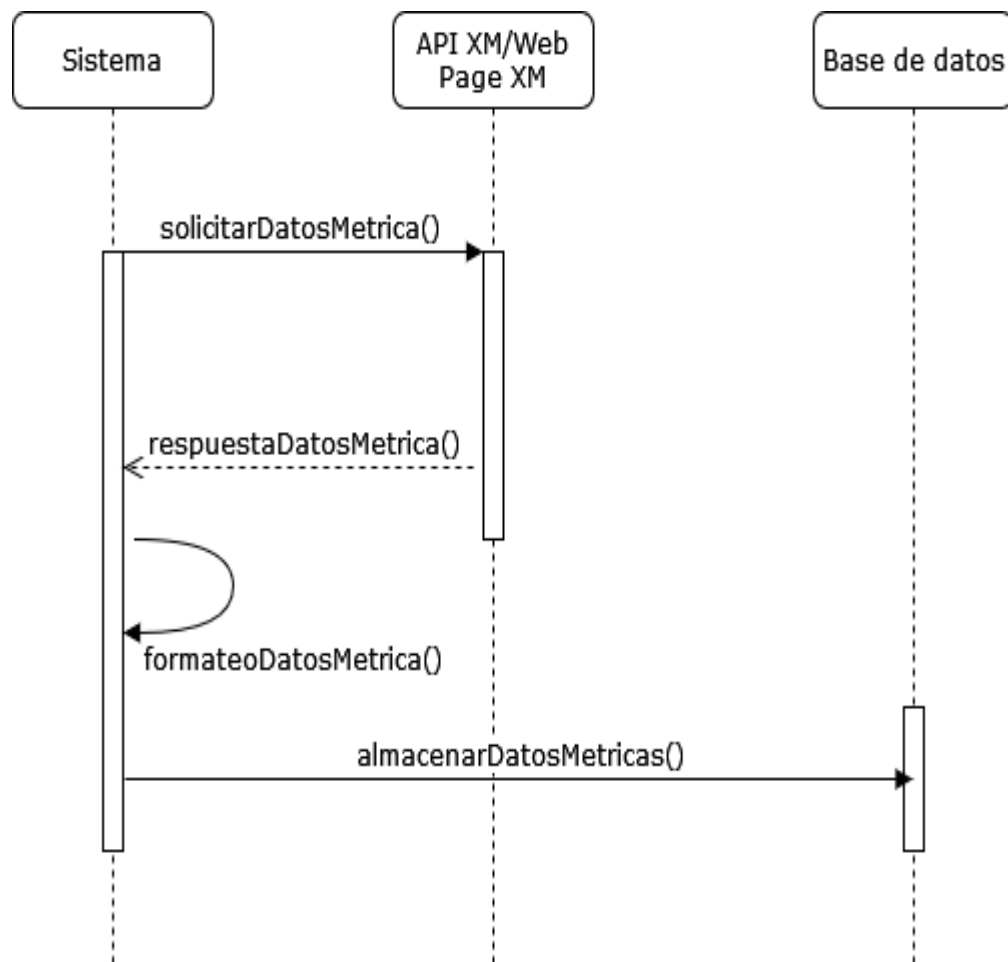 Sistema
API XM/Web
Page XM
Base de datos
solicitarDatosMetrica()
respuestaDatosMetrica()
formateoDatosMetrica()
almacenarDatosMetricas()